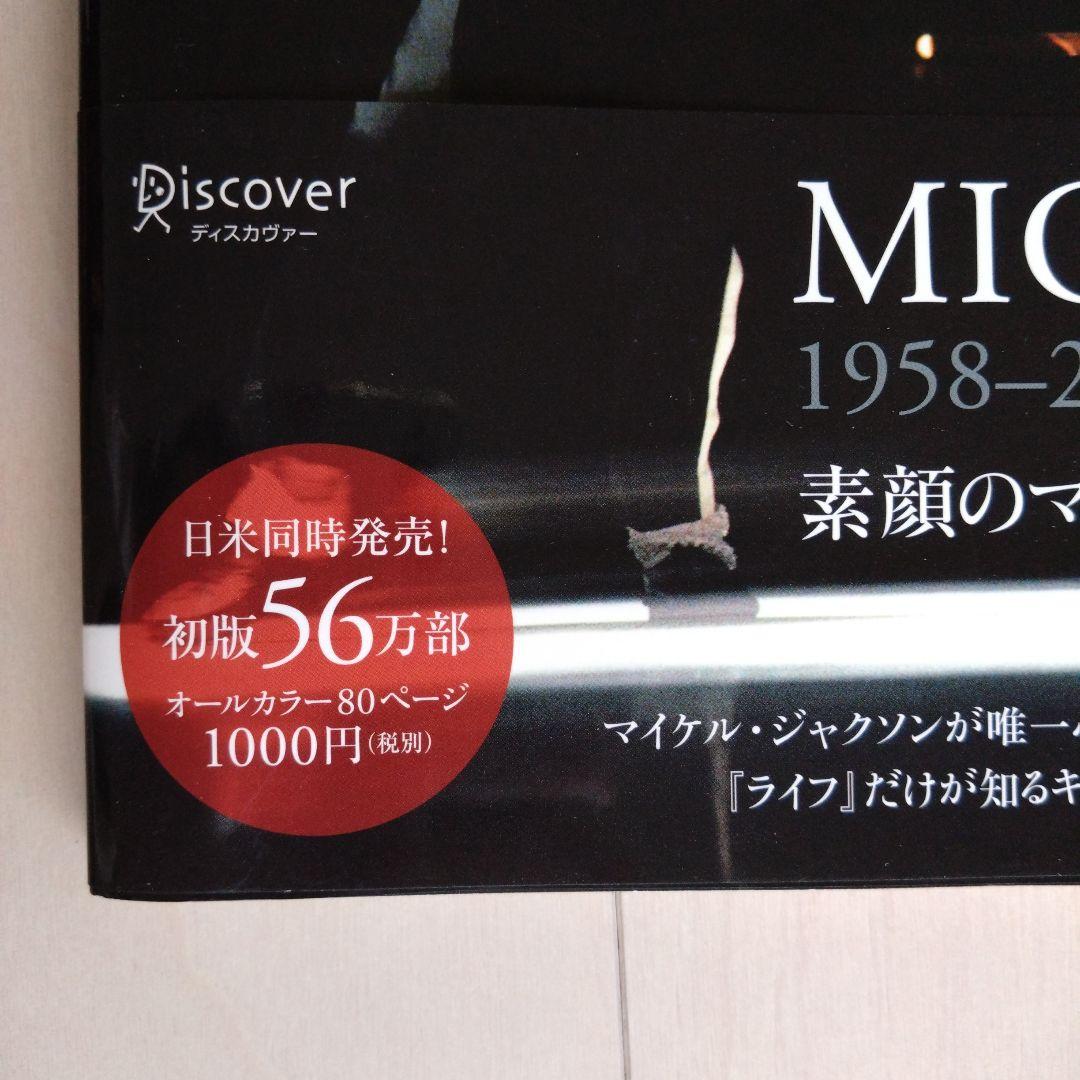 Discover
ディスカヴァー
MIC
1958–2
素顔のマ
日米同時発売!
初版56万部
オールカラー80ページ
1000円(税別)
マイケル・ジャクソンが唯一
『ライフ』だけが知るキ